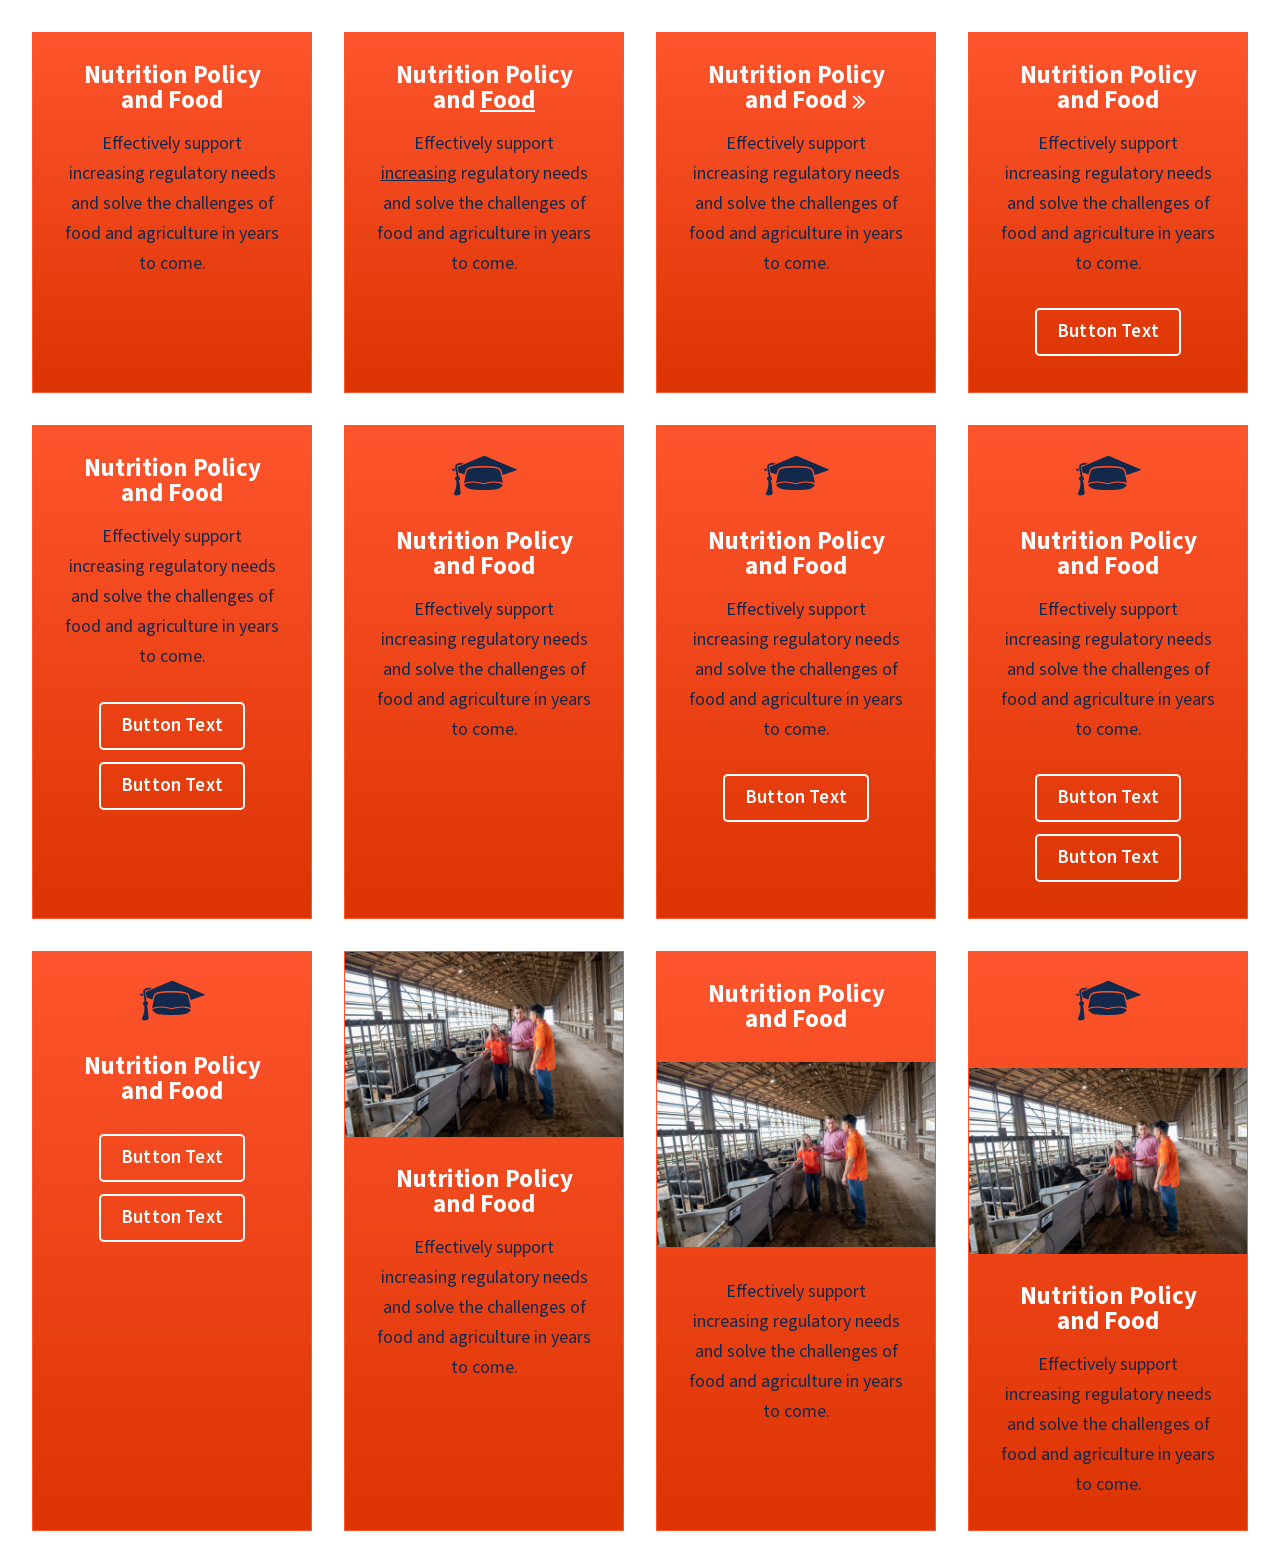 Nutrition Policy
and Food
Effectively support
increasing regulatory needs
and solve the challenges of
food and agriculture in years
to come.
Nutrition Policy
and Food
Effectively support
increasing regulatory needs
and solve the challenges of
food and agriculture in years
to come.
Nutrition Policy
and Food »
Effectively support
increasing regulatory needs
and solve the challenges of
food and agriculture in years
to come.
Nutrition Policy
and Food
Effectively support
increasing regulatory needs
and solve the challenges of
food and agriculture in years
to come.
Button Text
Nutrition Policy
and Food
Effectively support
increasing regulatory needs
and solve the challenges of
food and agriculture in years
to come.
Button Text
Button Text
Nutrition Policy
and Food
Effectively support
increasing regulatory needs
and solve the challenges of
food and agriculture in years
to come.
Nutrition Policy
and Food
Effectively support
increasing regulatory needs
and solve the challenges of
food and agriculture in years
to come.
Button Text
Nutrition Policy
and Food
Effectively support
increasing regulatory needs
and solve the challenges of
food and agriculture in years
to come.
Button Text
Button Text
Nutrition Policy
and Food
Button Text
Button Text
Nutrition Policy
and Food
Effectively support
increasing regulatory needs
and solve the challenges of
food and agriculture in years
to come.
Nutrition Policy
and Food
Effectively support
increasing regulatory needs
and solve the challenges of
food and agriculture in years
to come.
Nutrition Policy
and Food
Effectively support
increasing regulatory needs
and solve the challenges of
food and agriculture in years
to come.